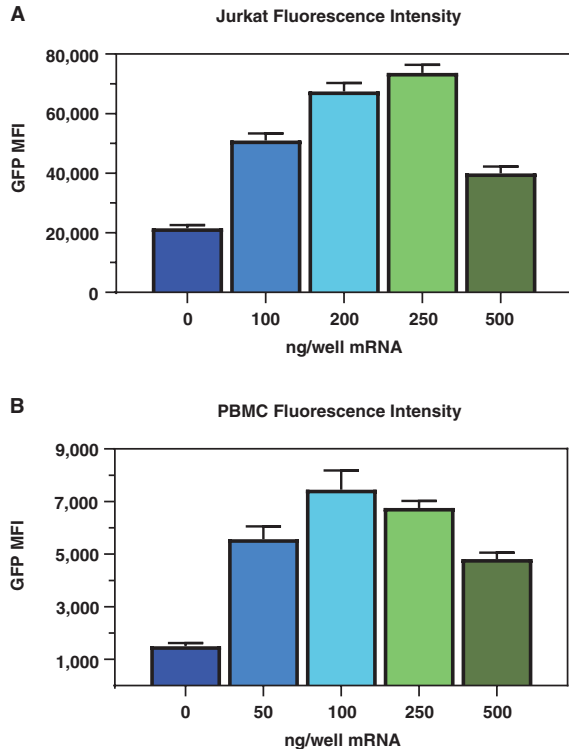 A
Jurkat Fluorescence Intensity
80,000
60,000
40,000
20,000
0
GFP MFI
0 100 200 250 500
ng/well mRNA
B
PBMC Fluorescence Intensity
9,000
7,000
5,000
3,000
1,000
GFP MFI
0 50 100 250 500
ng/well mRNA